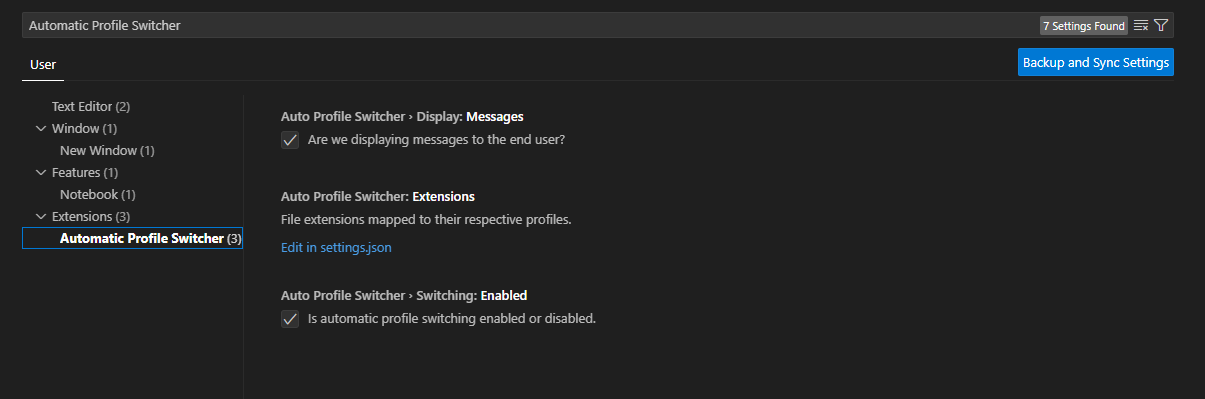 Automatic Profile Switcher
7 Settings Found
User
Backup and Sync Settings
Text Editor (2)
Window (1)
New Window (1)
Features (1)
Notebook (1)
Extensions (3)
Automatic Profile Switcher (3)
Auto Profile Switcher › Display: Messages
Are we displaying messages to the end user?
Auto Profile Switcher: Extensions
File extensions mapped to their respective profiles.
Edit in settings.json
Auto Profile Switcher › Switching: Enabled
Is automatic profile switching enabled or disabled.